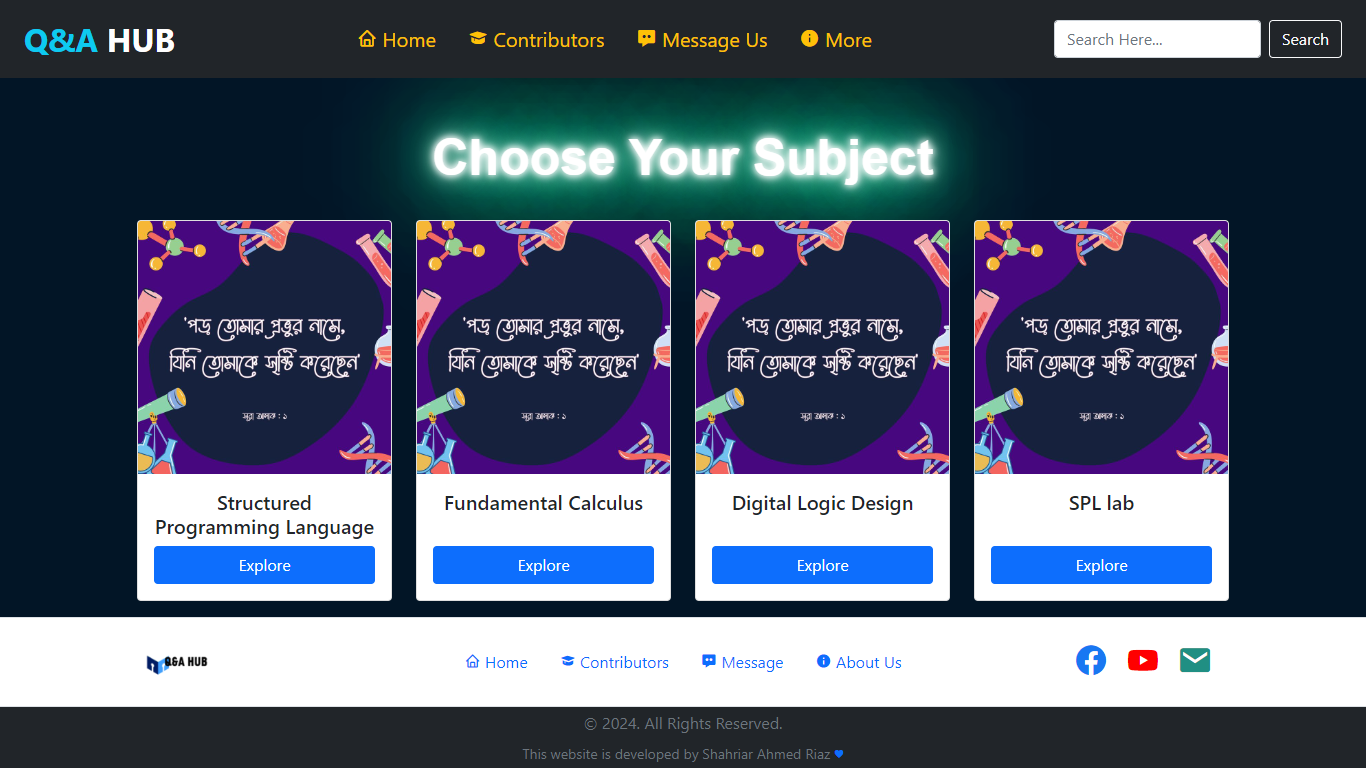 Q&A HUB
Home
Contributors
Message Us
More
Search Here...
Search
Choose Your Subject
'পড় তোমার প্রভুর নামে,
যিনি তোমাকে সৃষ্টি করেছেন'
সূরা আলাক : ১
Structured
Programming Language
Explore
'পড় তোমার প্রভুর নামে,
যিনি তোমাকে সৃষ্টি করেছেন'
সূরা আলাক : ১
Fundamental Calculus
Explore
'পড় তোমার প্রভুর নামে,
যিনি তোমাকে সৃষ্টি করেছেন'
সূরা আলাক : ১
Digital Logic Design
Explore
'পড় তোমার প্রভুর নামে,
যিনি তোমাকে সৃষ্টি করেছেন'
সূরা আলাক : ১
SPL lab
Explore
Q&A HUB
Home
Contributors
Message
About Us
© 2024. All Rights Reserved.
This website is developed by Shahriar Ahmed Riaz